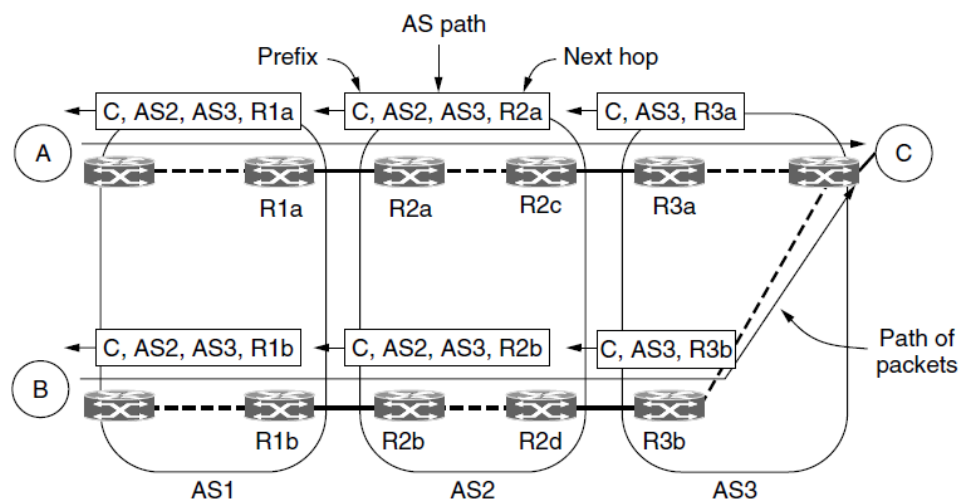 AS path
Prefix
Next hop
C, AS2, AS3, R1a
C, AS2, AS3, R2a
C, AS3, R3a
A
C
R1a
R2a
R2c
R3a
C, AS2, AS3, R1b
C, AS2, AS3, R2b
C, AS3, R3b
Path of
packets
B
R1b
R2b
R2d
R3b
AS1
AS2
AS3